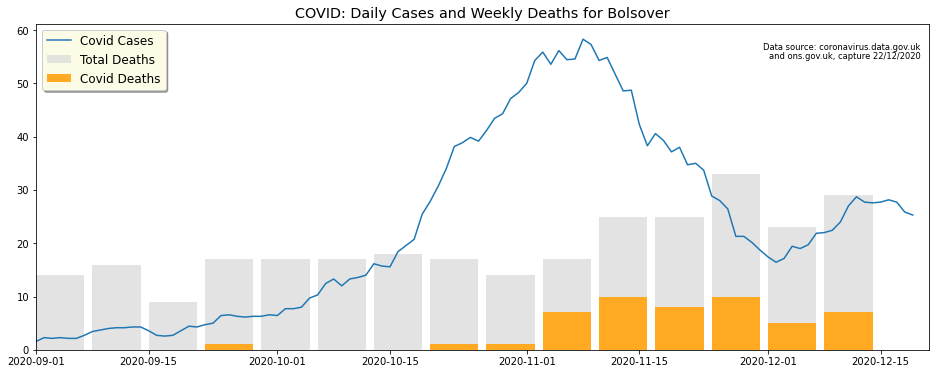 COVID: Daily Cases and Weekly Deaths for Bolsover
Covid Cases
Total Deaths
Covid Deaths
Data source: coronavirus.data.gov.uk
and ons.gov.uk, capture 22/12/2020
60
50
40
30
20
10
0
2020-09-01 2020-09-15 2020-10-01 2020-10-15 2020-11-01 2020-11-15 2020-12-01 2020-12-15